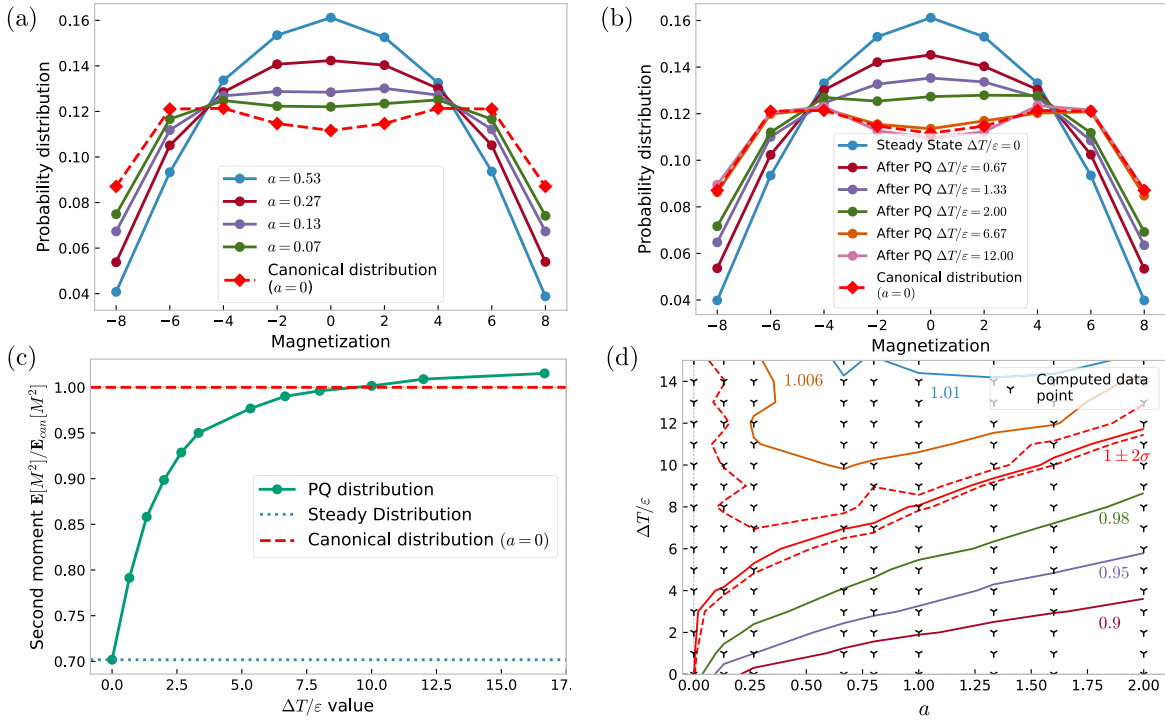 (a)
0.16
0.14
0.12
0.10
0.08
0.06
0.04
Probability distribution
a = 0.53
a = 0.27
a = 0.13
a = 0.07
Canonical distribution
(a = 0)
−8 −6 −4 −2 0 2 4 6 8
Magnetization
(b)
0.16
0.14
0.12
0.10
0.08
0.06
0.04
Probability distribution
Steady State ΔT/ε = 0
After PQ ΔT/ε = 0.67
After PQ ΔT/ε = 1.33
After PQ ΔT/ε = 2.00
After PQ ΔT/ε = 6.67
After PQ ΔT/ε = 12.00
Canonical distribution
(a = 0)
−8 −6 −4 −2 0 2 4 6 8
Magnetization
(c)
1.00
0.95
0.90
0.85
0.80
0.75
0.70
Second moment E[M²]/E_can[M²]
PQ distribution
Steady Distribution
Canonical distribution (a = 0)
0.0 2.5 5.0 7.5 10.0 12.5 15.0 17.
ΔT/ε value
(d)
14
12
10
8
6
4
2
0
ΔT/ε
1.006
1.01
Computed data
point
1 ± 2σ
0.98
0.95
0.9
0.00 0.25 0.50 0.75 1.00 1.25 1.50 1.75 2.00
a